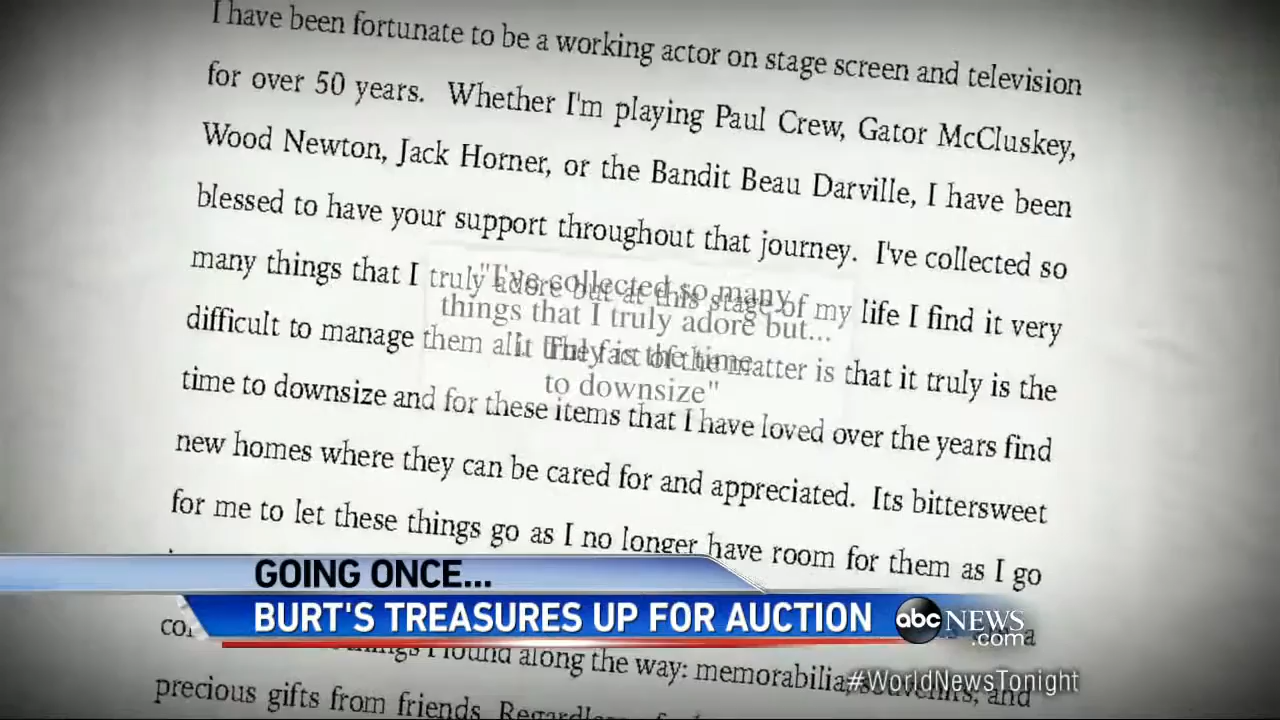 I have been fortunate to be a working actor on stage screen and television
for over 50 years. Whether I'm playing Paul Crew, Gator McCluskey,
Wood Newton, Jack Horner, or the Bandit Beau Darville, I have been
blessed to have your support throughout that journey. I've collected so
many things that I truly adore but at this stage of my life I find it very
difficult to manage them all. The fact of the matter is that it truly is the
time to downsize and for these items that I have loved over the years find
new homes where they can be cared for and appreciated. Its bittersweet
for me to let these things go as I no longer have room for them as I go
"I've collected so many
things that I truly adore but...
it truly is the time
to downsize"
GOING ONCE...
BURT'S TREASURES UP FOR AUCTION
abc NEWS
.com
a
things I found along the way: memorabilia, souvenirs, and
#WorldNewsTonight
precious gifts from friends.